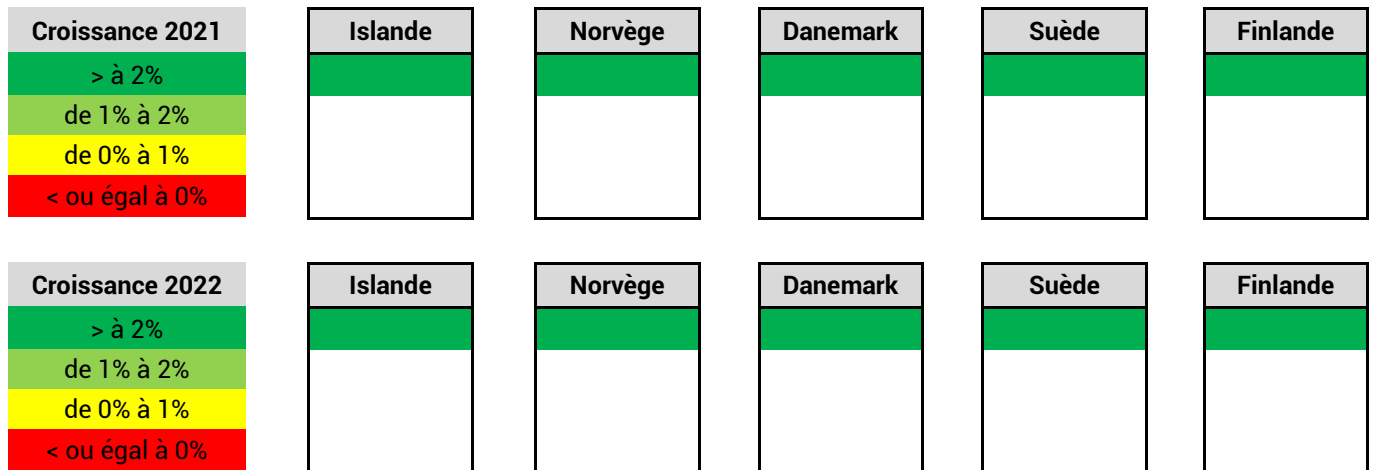 Croissance 2021 Islande Norvège Danemark Suède Finlande
> à 2%
de 1% à 2%
de 0% à 1%
< ou égal à 0%
Croissance 2022 Islande Norvège Danemark Suède Finlande
> à 2%
de 1% à 2%
de 0% à 1%
< ou égal à 0%